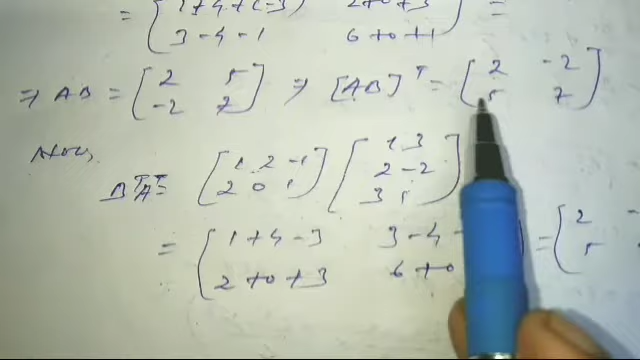 = (1+4+(-3) 2+0+3) =
(3-4-1 6+0+1)
⇒ AB = (2 5) ⇒ [AB]ᵀ = [2 -2]
(-2 7) [5 7]
Now,
BᵀAᵀ= (1 2 -1) [1 3]
(2 0 1) [2 -2]
[3 1]
= (1+4-3 3-4- = [2 -
(2+0+3 6+0 [5